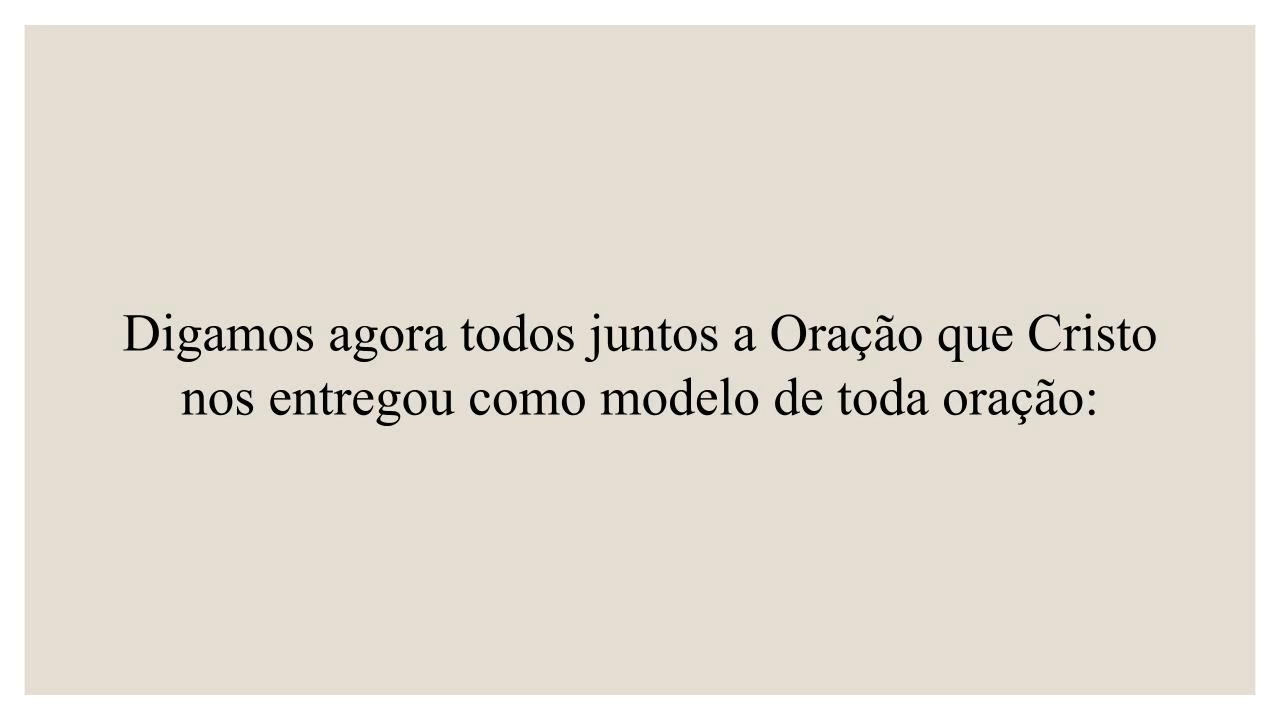 Digamos agora todos juntos a Oração que Cristo
nos entregou como modelo de toda oração: